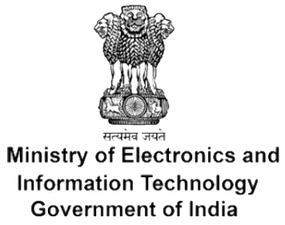 सत्यमेव जयते
Ministry of Electronics and
Information Technology
Government of India